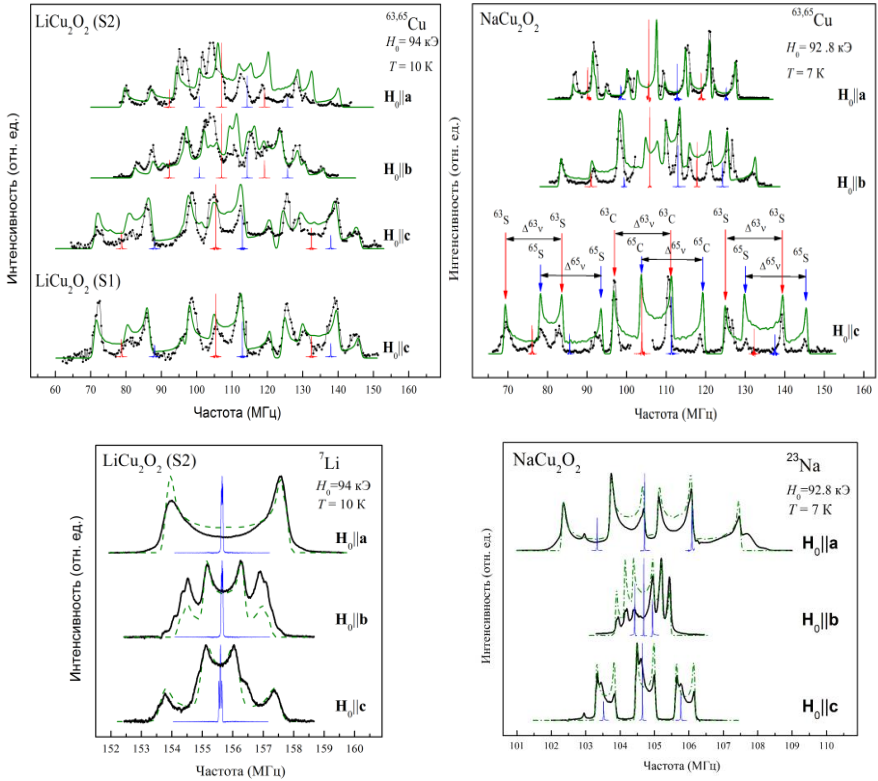 LiCu₂O₂ (S2)
⁶³,⁶⁵Cu
H₀= 94 кЭ
T = 10 К
H₀||a
H₀||b
H₀||c
LiCu₂O₂ (S1)
H₀||c
Интенсивность (отн. ед.)
60 70 80 90 100 110 120 130 140 150
Частота (МГц)
NaCu₂O₂
⁶³,⁶⁵Cu
H₀= 92 .8 кЭ
T = 7 К
H₀||a
H₀||b
⁶³S ⁶³S ⁶³C ⁶³C ⁶³S ⁶³S
Δ⁶³ν Δ⁶³ν Δ⁶³ν
⁶⁵S ⁶⁵S ⁶⁵C ⁶⁵C ⁶⁵S ⁶⁵S
Δ⁶⁵ν Δ⁶⁵ν Δ⁶⁵ν
H₀||c
Интенсивность (отн. ед.)
70 80 90 100 110 120 130 140 150
Частота (МГц)
LiCu₂O₂ (S2)
⁷Li
H₀=94 кЭ
T = 10 К
H₀||a
H₀||b
H₀||c
Интенсивность (отн. ед.)
152 153 154 155 156 157 158 159 160
Частота (МГц)
NaCu₂O₂
²³Na
H₀=92.8 кЭ
T = 7 К
H₀||a
H₀||b
H₀||c
Интенсивность (отн. ед.)
101 102 103 104 105 106 107 108 109 110
Частота (МГц)